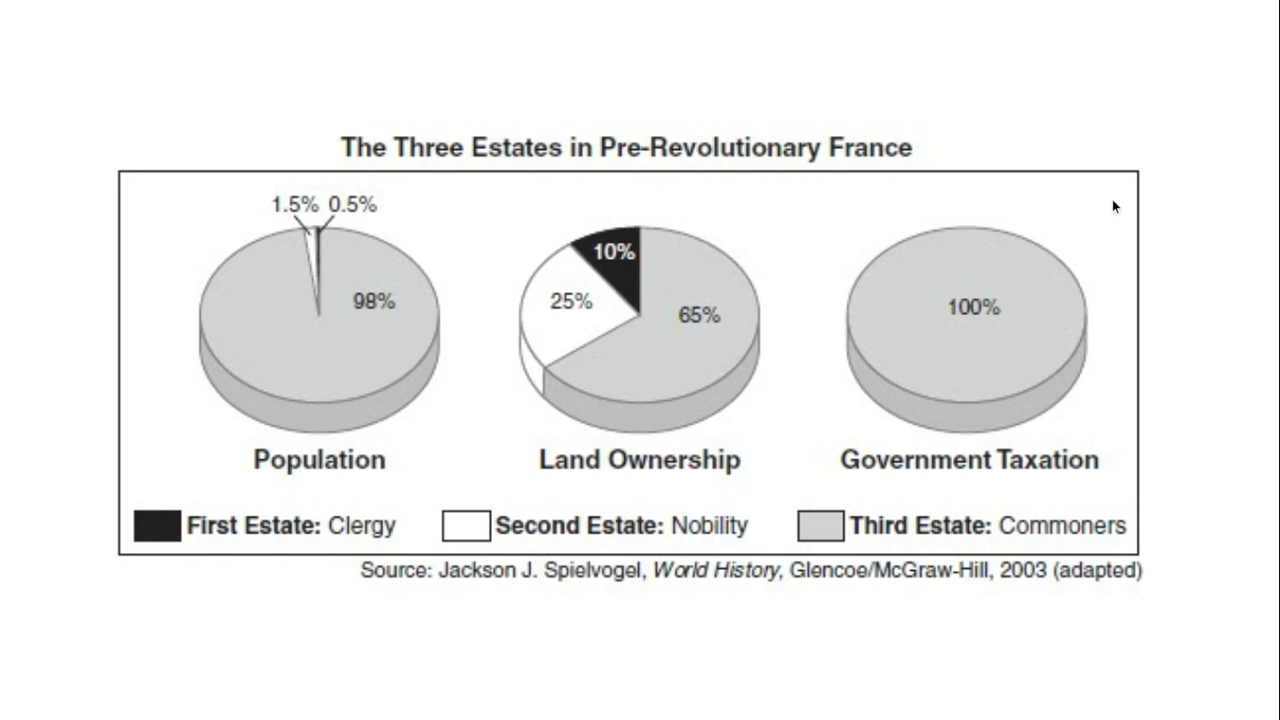 The Three Estates in Pre-Revolutionary France
1.5% 0.5%
98%
10%
25%
65%
100%
Population
Land Ownership
Government Taxation
First Estate: Clergy
Second Estate: Nobility
Third Estate: Commoners
Source: Jackson J. Spielvogel, World History, Glencoe/McGraw-Hill, 2003 (adapted)